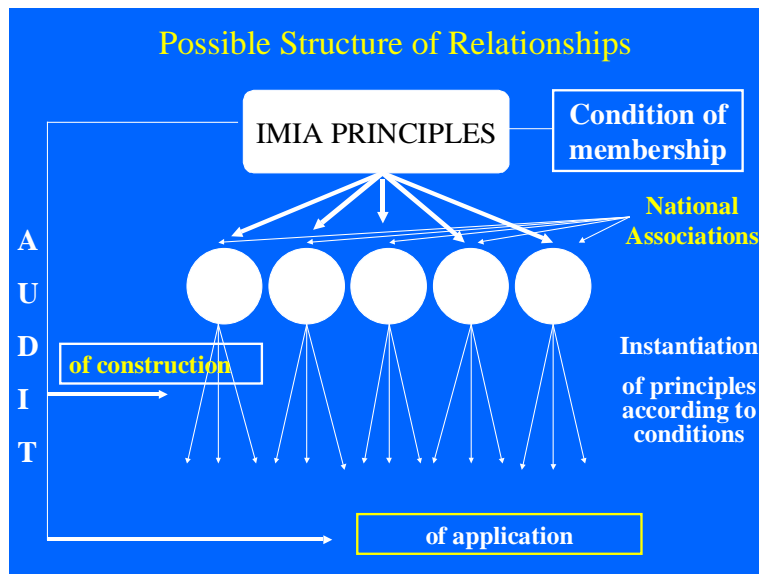 Possible Structure of Relationships
IMIA PRINCIPLES
Condition of
membership
National
Associations
A
U
D
I
T
of construction
Instantiation
of principles
according to
conditions
of application